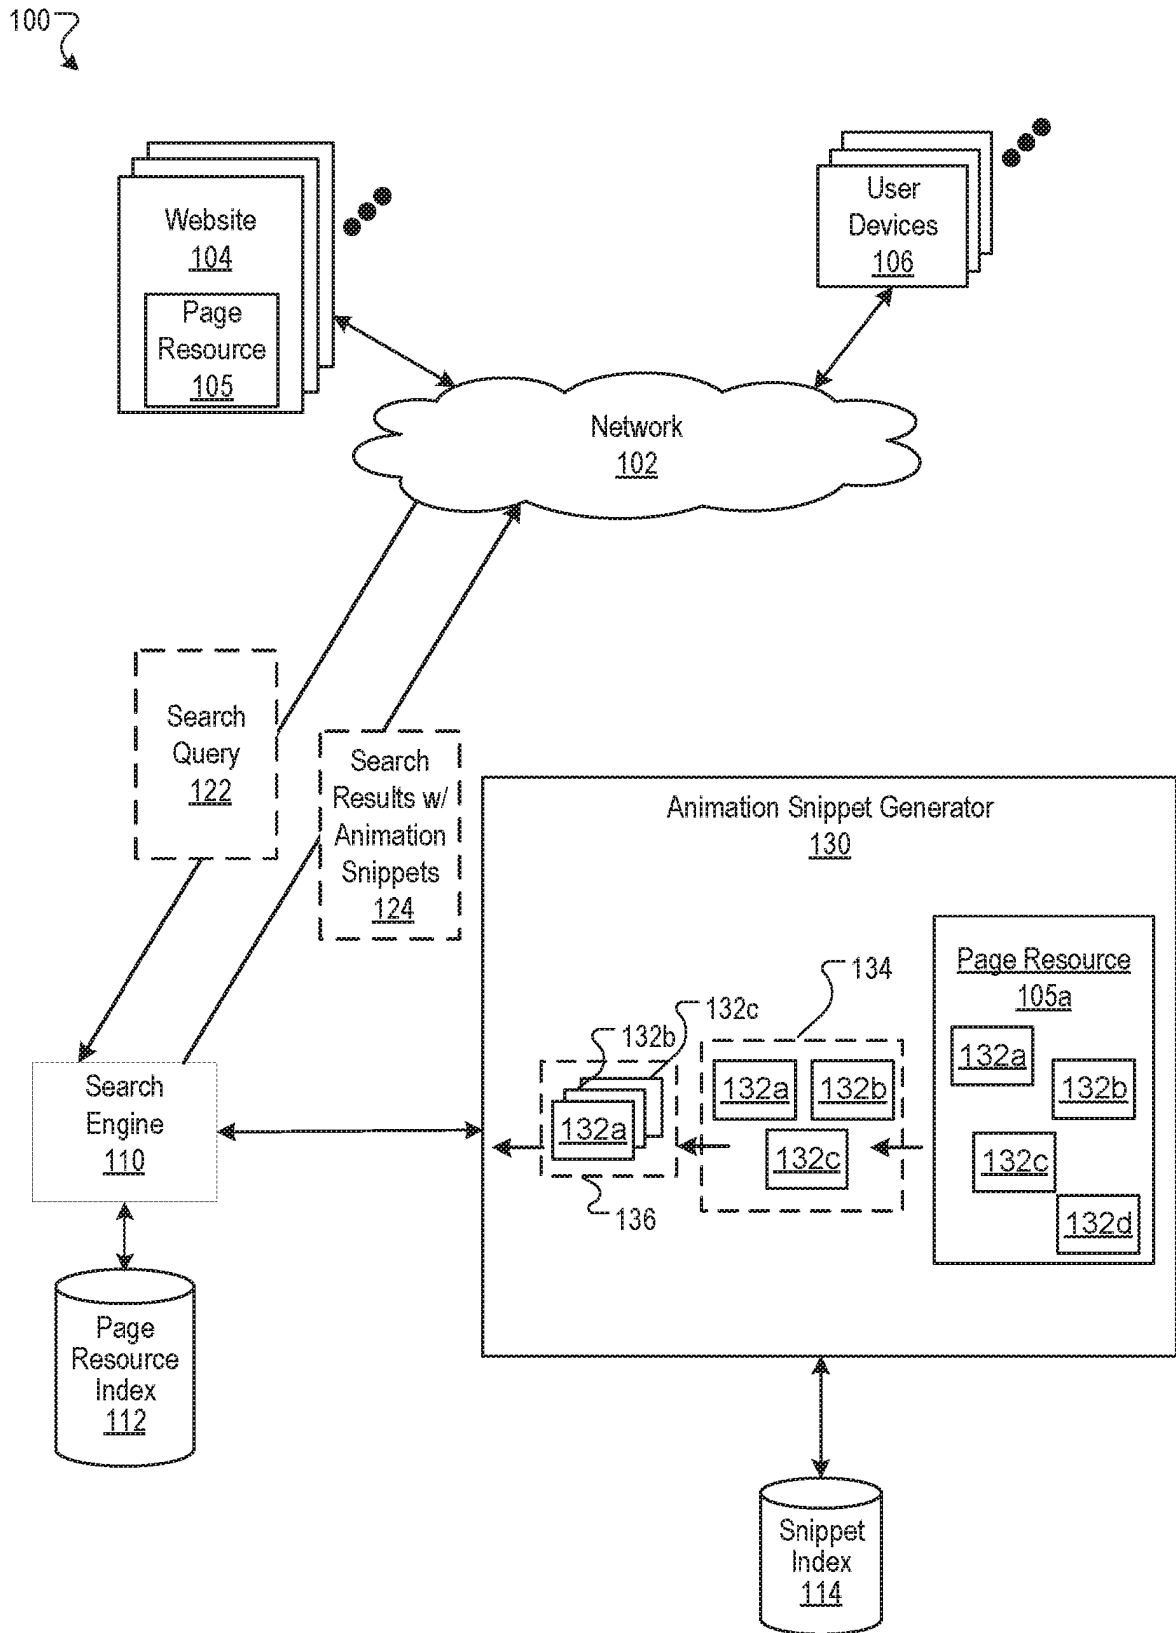 100
Website
104
Page
Resource
105
User
Devices
106
Network
102
Search
Query
122
Search
Results w/
Animation
Snippets
124
Animation Snippet Generator
130
Page Resource
105a
132a
132b
132c
132d
134
132a
132b
132c
132c
132b
132a
136
Search
Engine
110
Page
Resource
Index
112
Snippet
Index
114